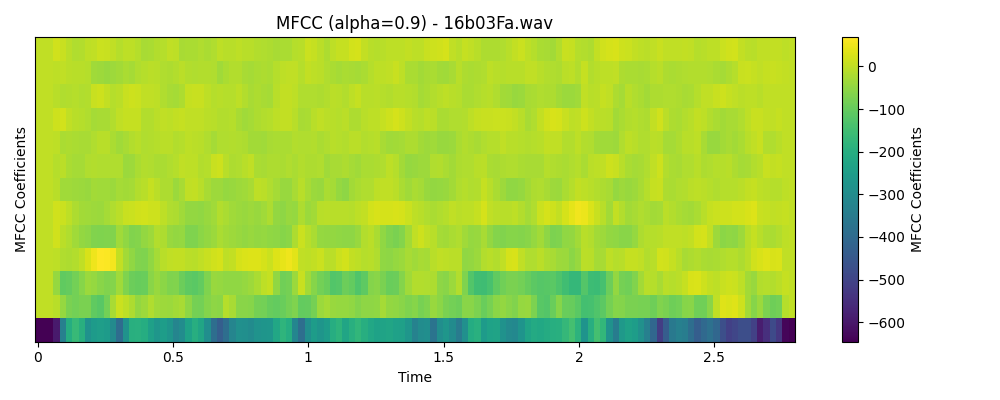 MFCC (alpha=0.9) - 16b03Fa.wav
MFCC Coefficients
0 0.5 1 1.5 2 2.5
Time
0
−100
−200
−300
−400
−500
−600
MFCC Coefficients